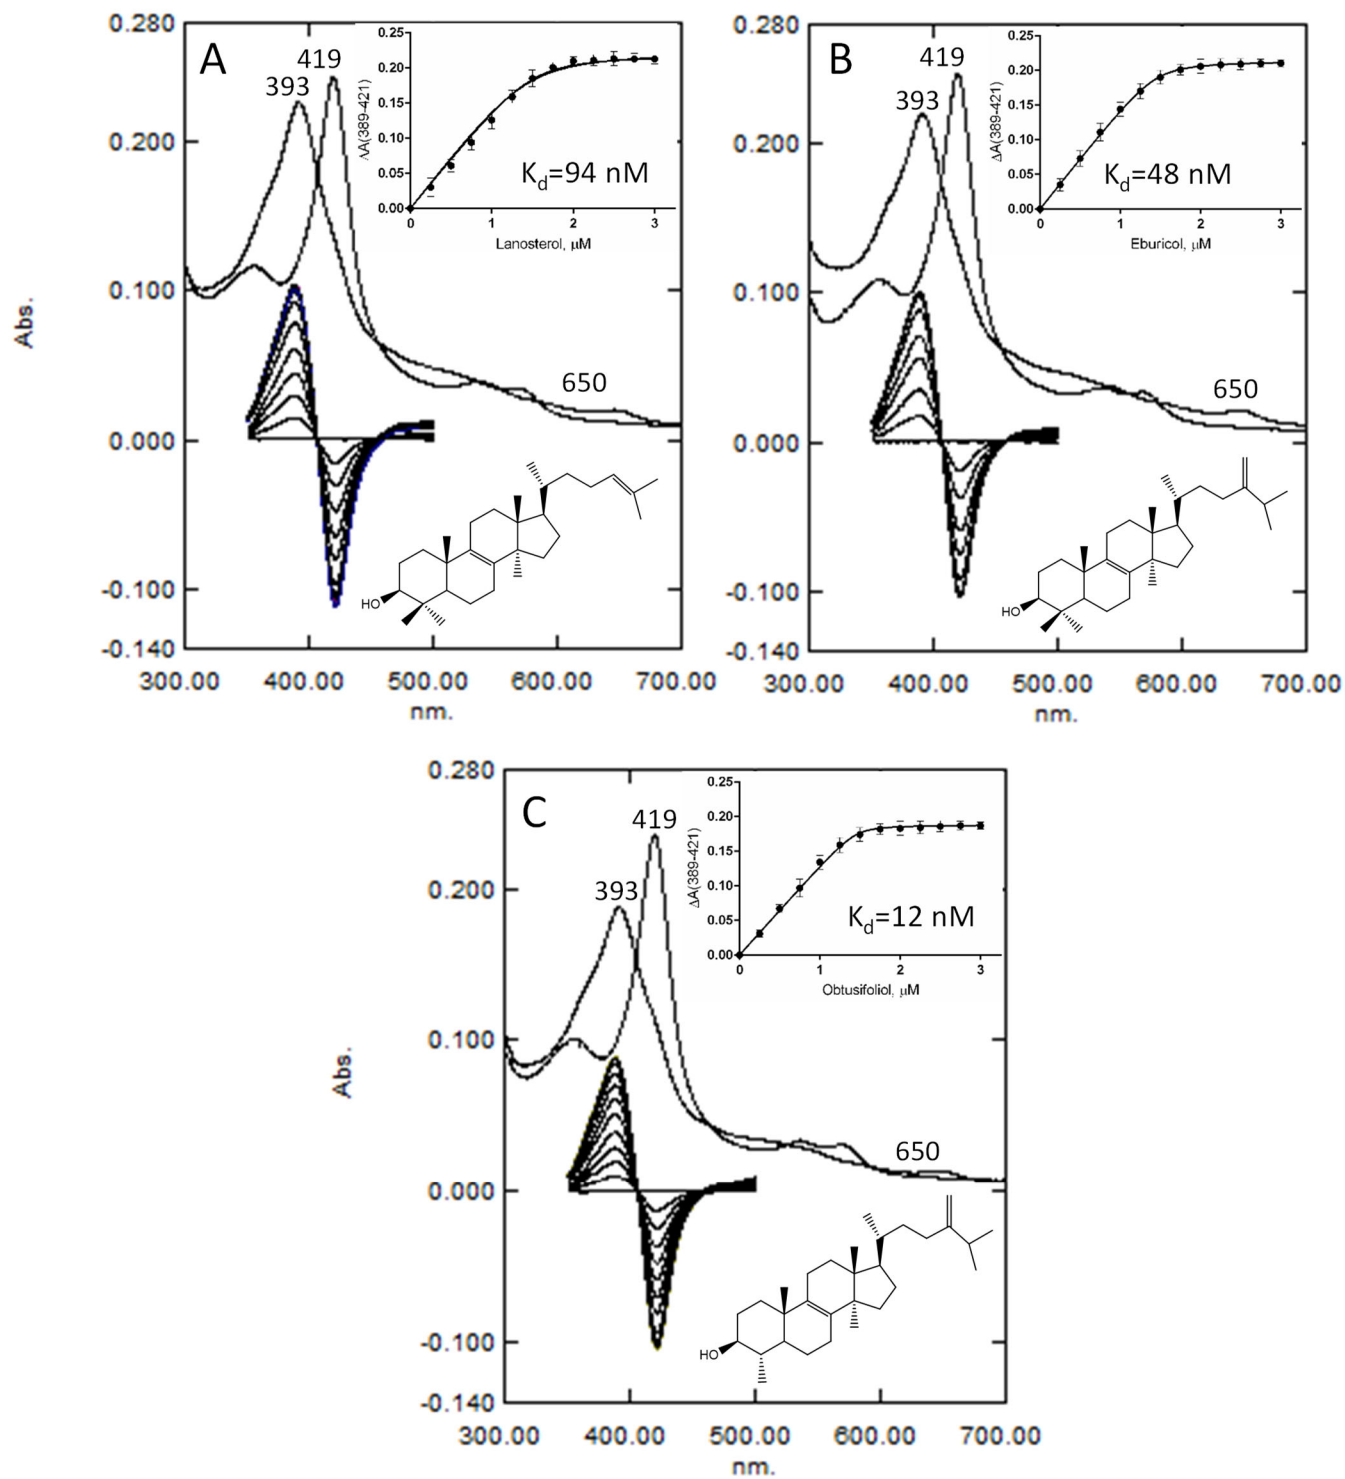 A
393
419
650
Abs.
0.280
0.200
0.100
0.000
-0.100
-0.140
300.00 400.00 500.00 600.00 700.00
nm.
ΔA(389-421)
0.25
0.20
0.15
0.10
0.05
0.00
0 1 2 3
Lanosterol, µM
Kd=94 nM
HO
B
393
419
650
0.280
0.200
0.100
0.000
-0.100
-0.140
300.00 400.00 500.00 600.00 700.00
nm.
ΔA(389-421)
0.25
0.20
0.15
0.10
0.05
0.00
0 1 2 3
Eburicol, µM
Kd=48 nM
HO
C
393
419
650
Abs.
0.280
0.200
0.100
0.000
-0.100
-0.140
300.00 400.00 500.00 600.00 700.00
nm.
ΔA(389-421)
0.25
0.20
0.15
0.10
0.05
0.00
0 1 2 3
Obtusifoliol, µM
Kd=12 nM
HO